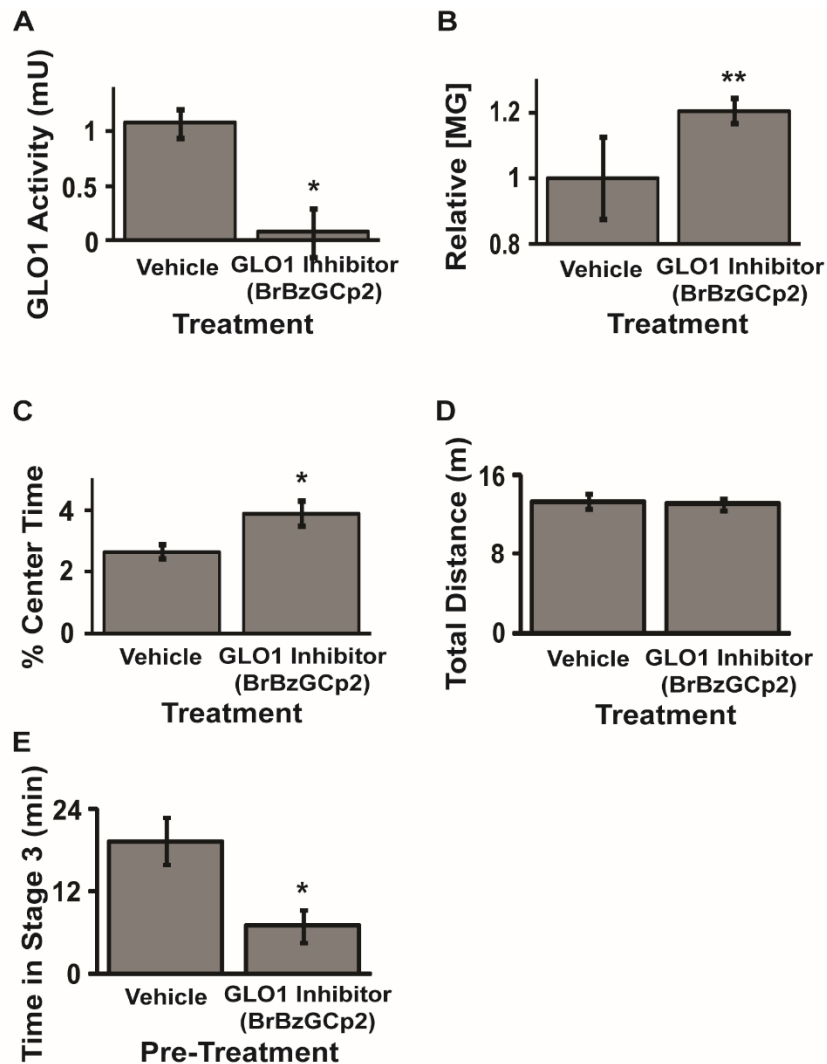 A
GLO1 Activity (mU)
1
0.5
0
*
Vehicle
GLO1 Inhibitor
(BrBzGCp2)
Treatment
B
Relative [MG]
1.2
1
0.8
**
Vehicle
GLO1 Inhibitor
(BrBzGCp2)
Treatment
C
% Center Time
4
2
0
*
Vehicle
GLO1 Inhibitor
(BrBzGCp2)
Treatment
D
Total Distance (m)
16
8
0
Vehicle
GLO1 Inhibitor
(BrBzGCp2)
Treatment
E
Time in Stage 3 (min)
24
12
0
*
Vehicle
GLO1 Inhibitor
(BrBzGCp2)
Pre-Treatment